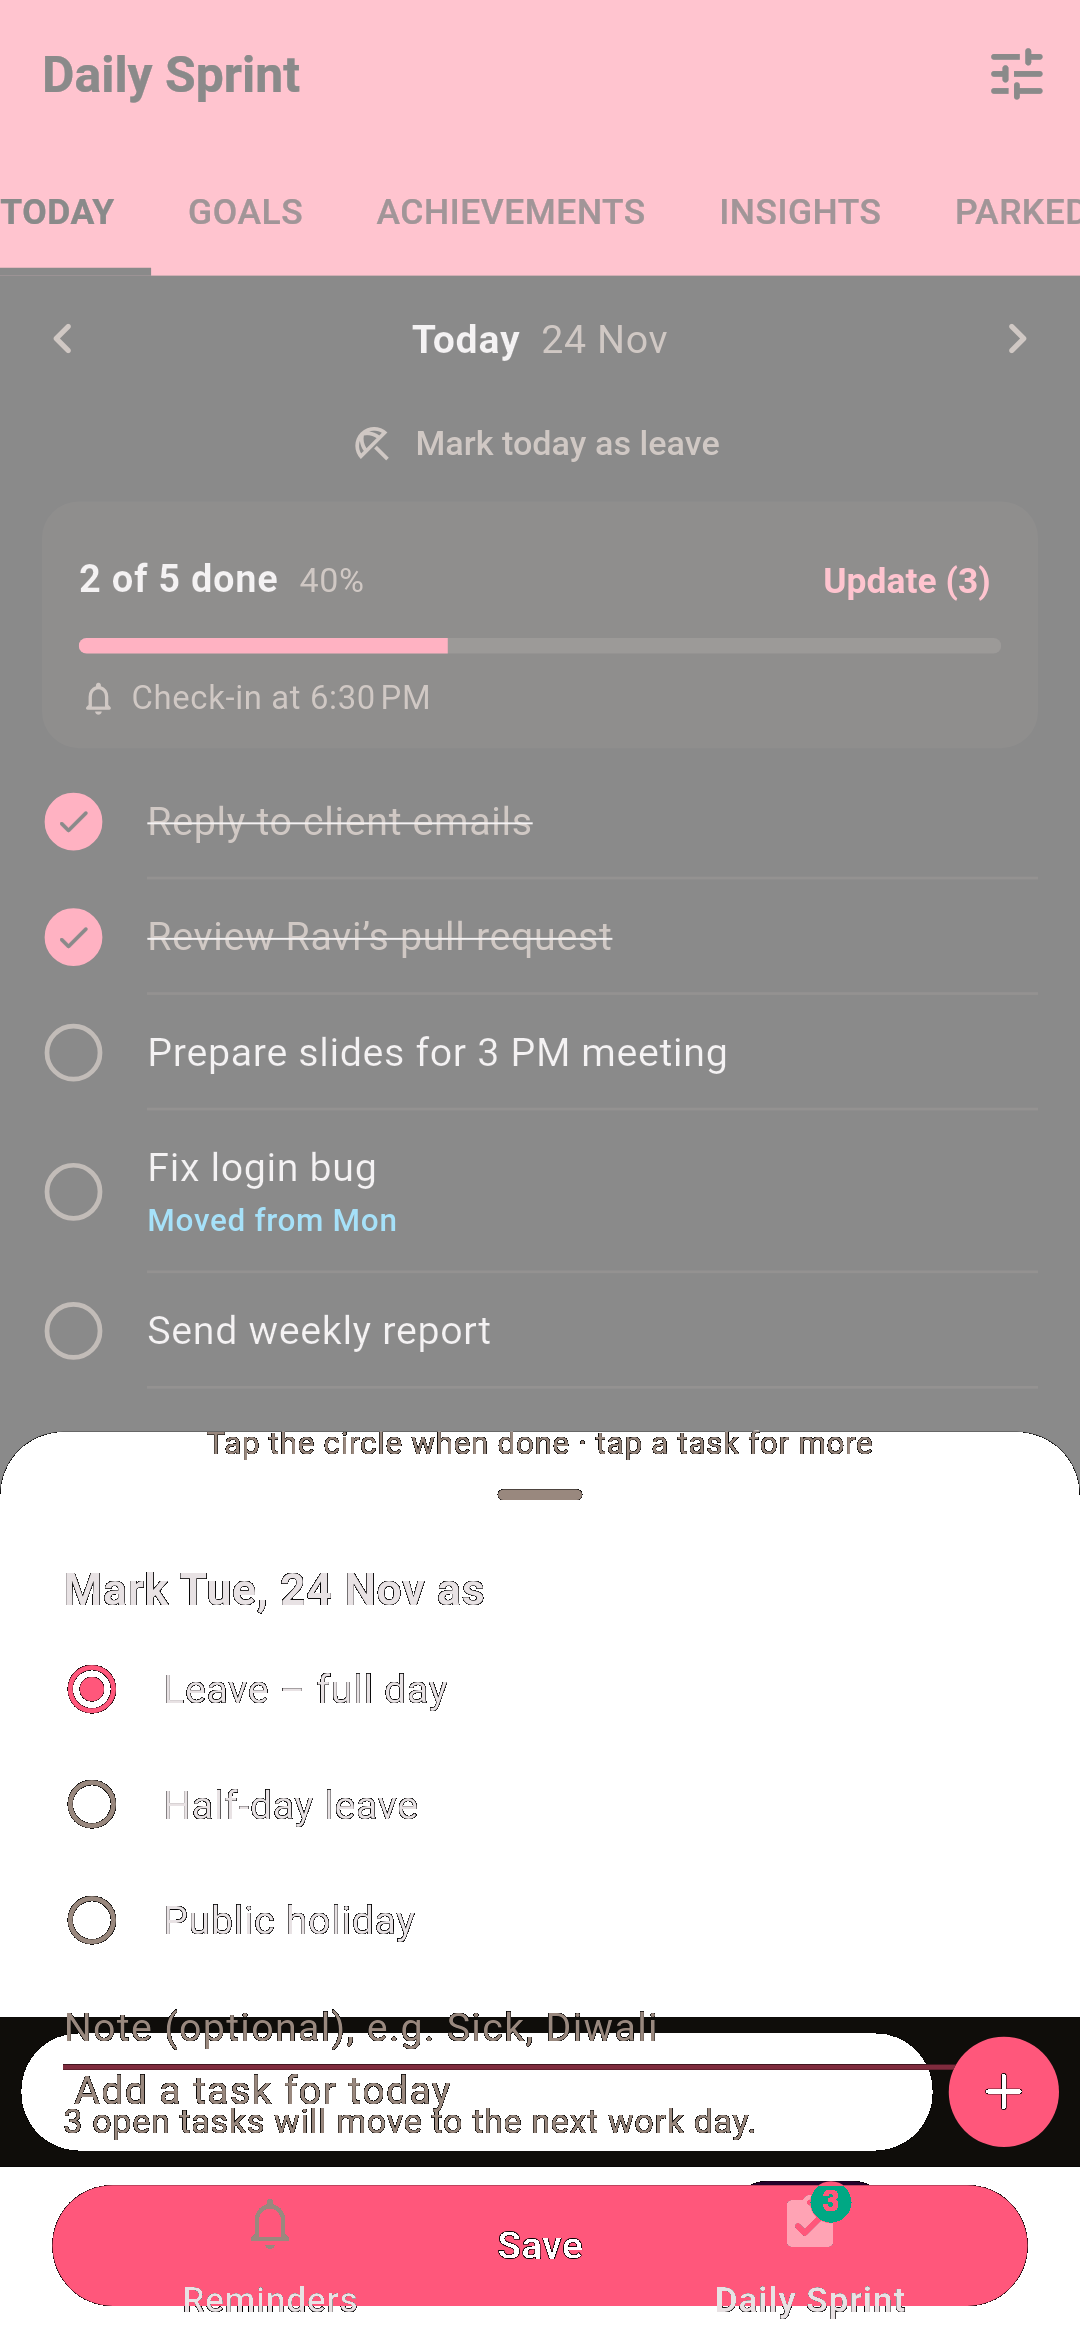 Daily Sprint
TODAY GOALS ACHIEVEMENTS INSIGHTS PARKED
Today 24 Nov
Mark today as leave
2 of 5 done 40% Update (3)
Check-in at 6:30 PM
Reply to client emails
Review Ravi’s pull request
Prepare slides for 3 PM meeting
Fix login bug
Moved from Mon
Send weekly report
Tap the circle when done · tap a task for more
Mark Tue, 24 Nov as
Leave – full day
Half-day leave
Public holiday
Note (optional), e.g. Sick, Diwali
Add a task for today
3 open tasks will move to the next work day.
3
Save
Reminders Daily Sprint